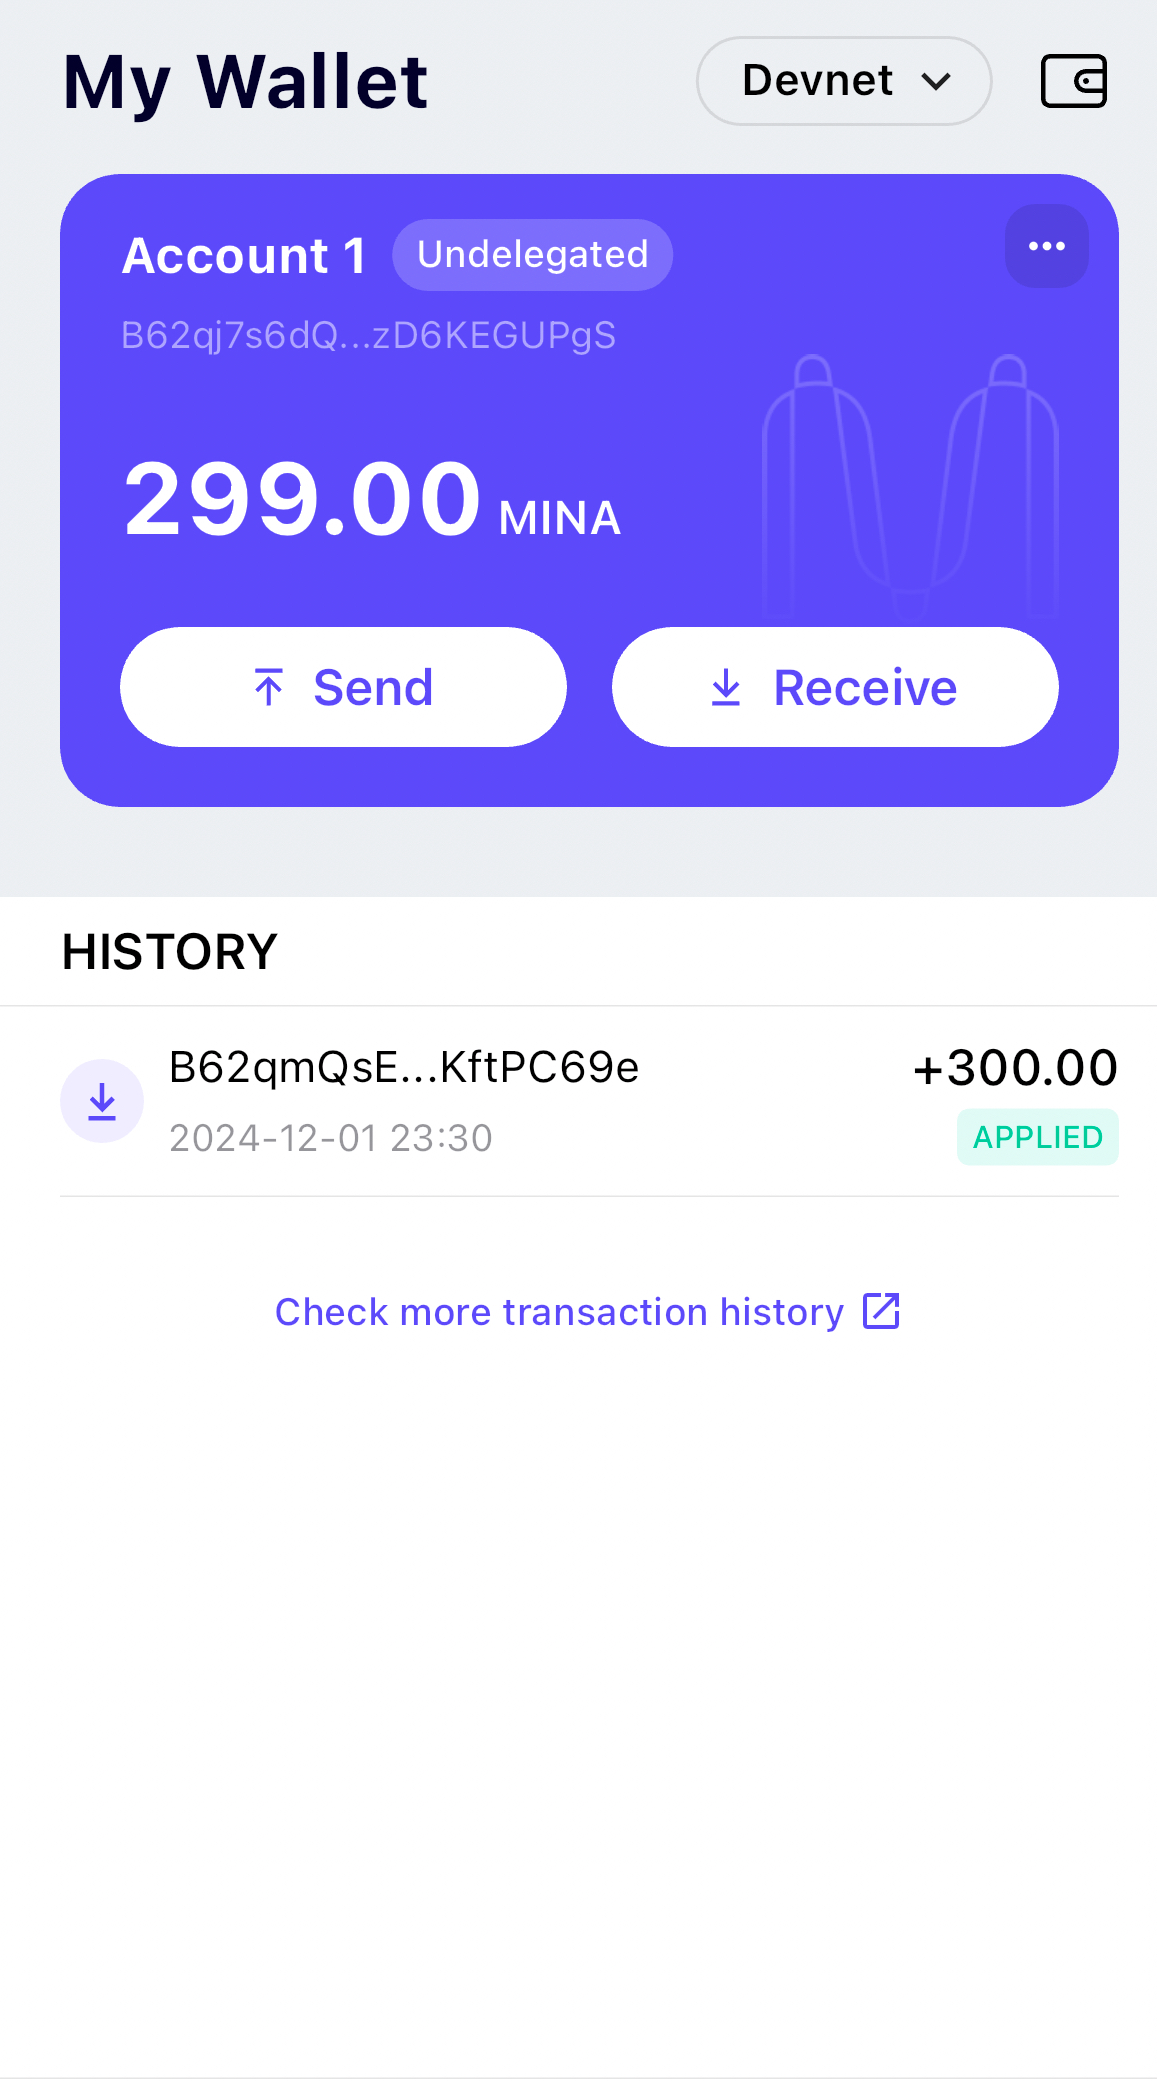 My Wallet
Devnet
Account 1 Undelegated
B62qj7s6dQ...zD6KEGUPgS
299.00 MINA
Send
Receive
HISTORY
B62qmQsE...KftPC69e
+300.00
2024-12-01 23:30
APPLIED
Check more transaction history